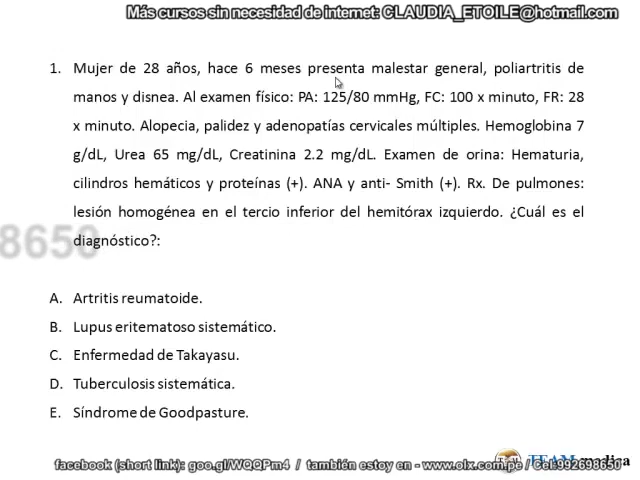 Más cursos sin necesidad de internet: CLAUDIA_ETOILE@hotmail.com
1. Mujer de 28 años, hace 6 meses presenta malestar general, poliartritis de
manos y disnea. Al examen físico: PA: 125/80 mmHg, FC: 100 x minuto, FR: 28
x minuto. Alopecia, palidez y adenopatías cervicales múltiples. Hemoglobina 7
g/dL, Urea 65 mg/dL, Creatinina 2.2 mg/dL. Examen de orina: Hematuria,
cilindros hemáticos y proteínas (+). ANA y anti- Smith (+). Rx. De pulmones:
lesión homogénea en el tercio inferior del hemitórax izquierdo. ¿Cuál es el
8650
diagnóstico?:
A. Artritis reumatoide.
B. Lupus eritematoso sistemático.
C. Enfermedad de Takayasu.
D. Tuberculosis sistemática.
E. Síndrome de Goodpasture.
TEAM medica
facebook (short link): goo.gl/WQQPm4 / también estoy en - www.olx.com.pe / Cel:992698650